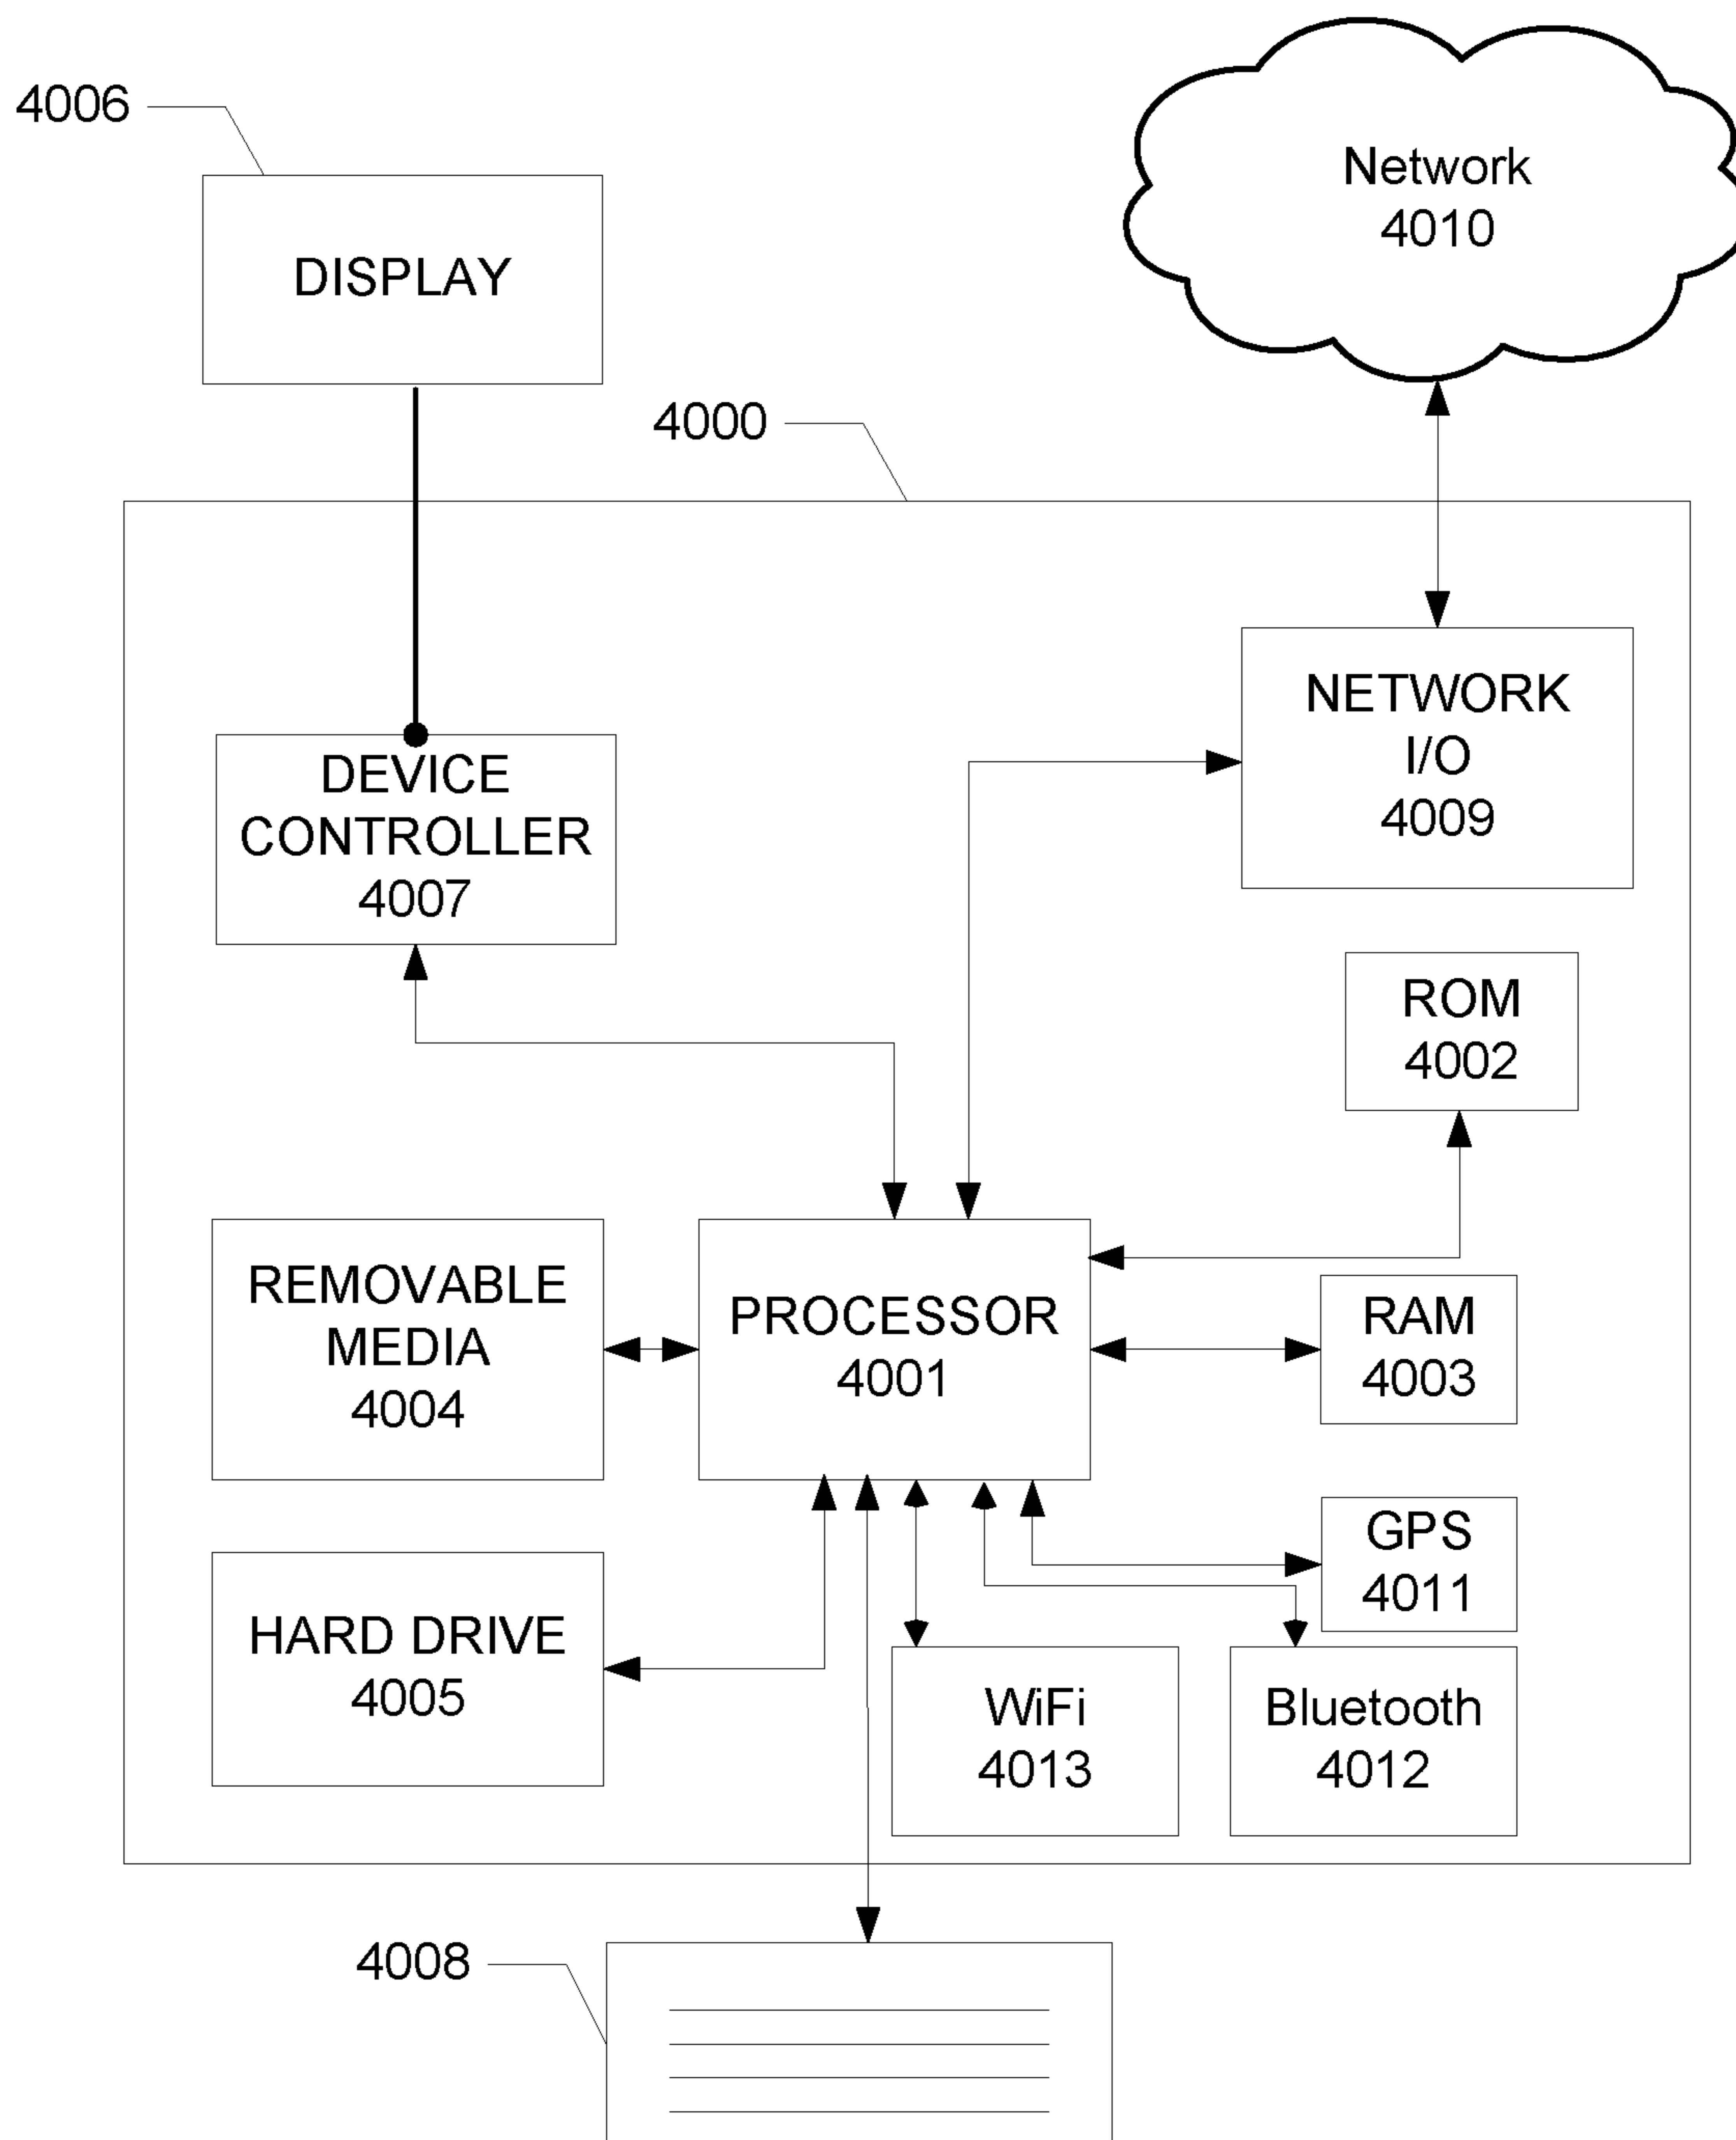 4006
DISPLAY
Network
4010
4000
DEVICE
CONTROLLER
4007
NETWORK
I/O
4009
ROM
4002
REMOVABLE
MEDIA
4004
PROCESSOR
4001
RAM
4003
HARD DRIVE
4005
GPS
4011
WiFi
4013
Bluetooth
4012
4008